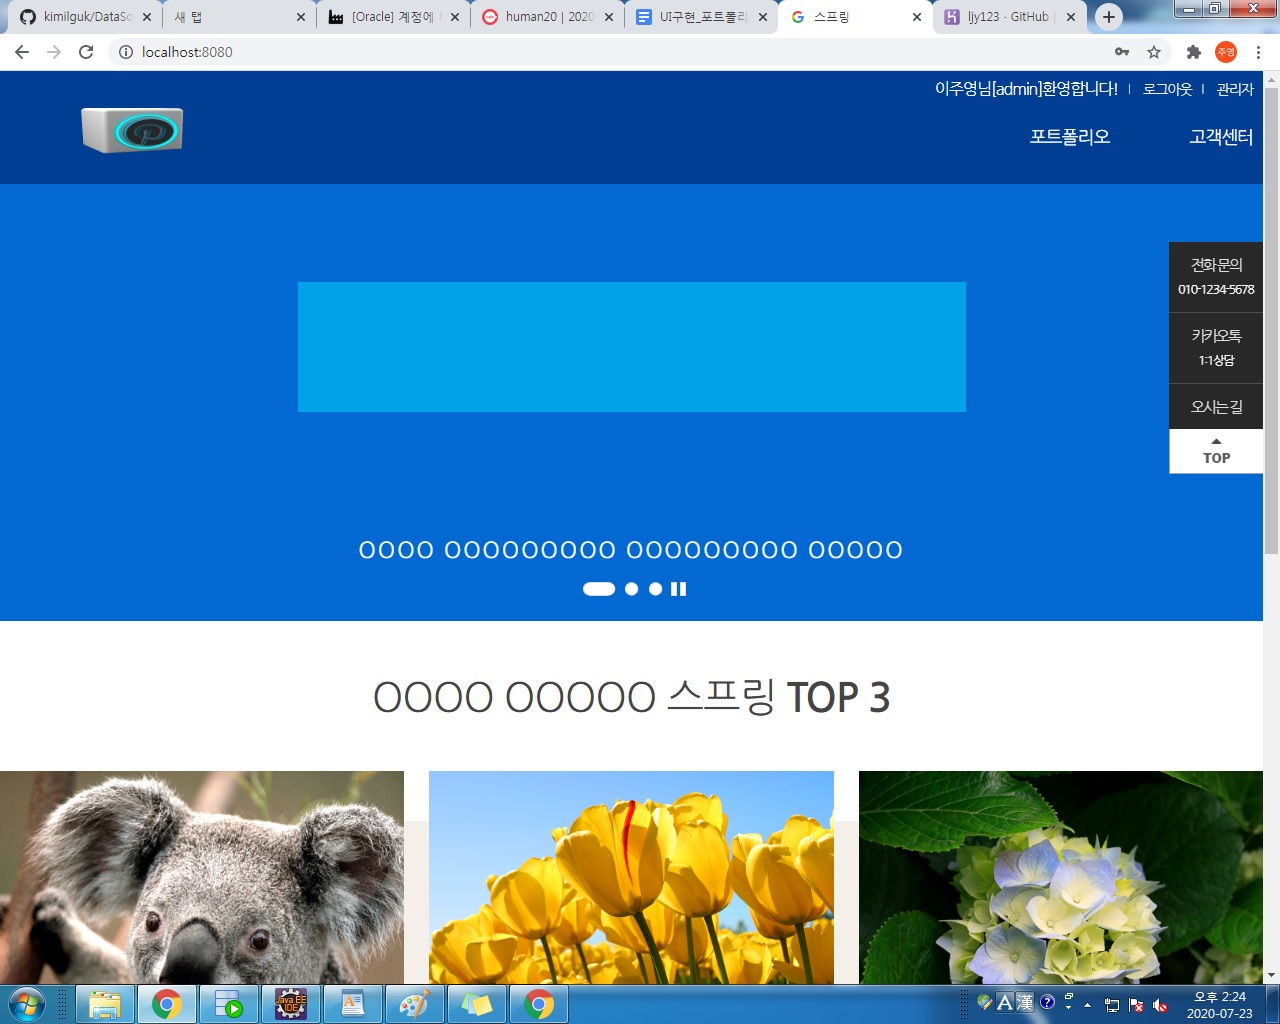 kimilguk/DataSo
새 탭
[Oracle] 계정에
human20 | 2020
UI구현_포트폴리
스프링
ljy123 · GitHub
localhost:8080
주영
이주영님[admin]환영합니다!
로그아웃
관리자
포트폴리오
고객센터
전화문의
010-1234-5678
카카오톡
1:1상담
오시는길
TOP
OOOO OOOOOOOOO OOOOOOOOO OOOOO
OOOO OOOOO 스프링 TOP 3
Java EE
IDE
A 漢
오후 2:24
2020-07-23